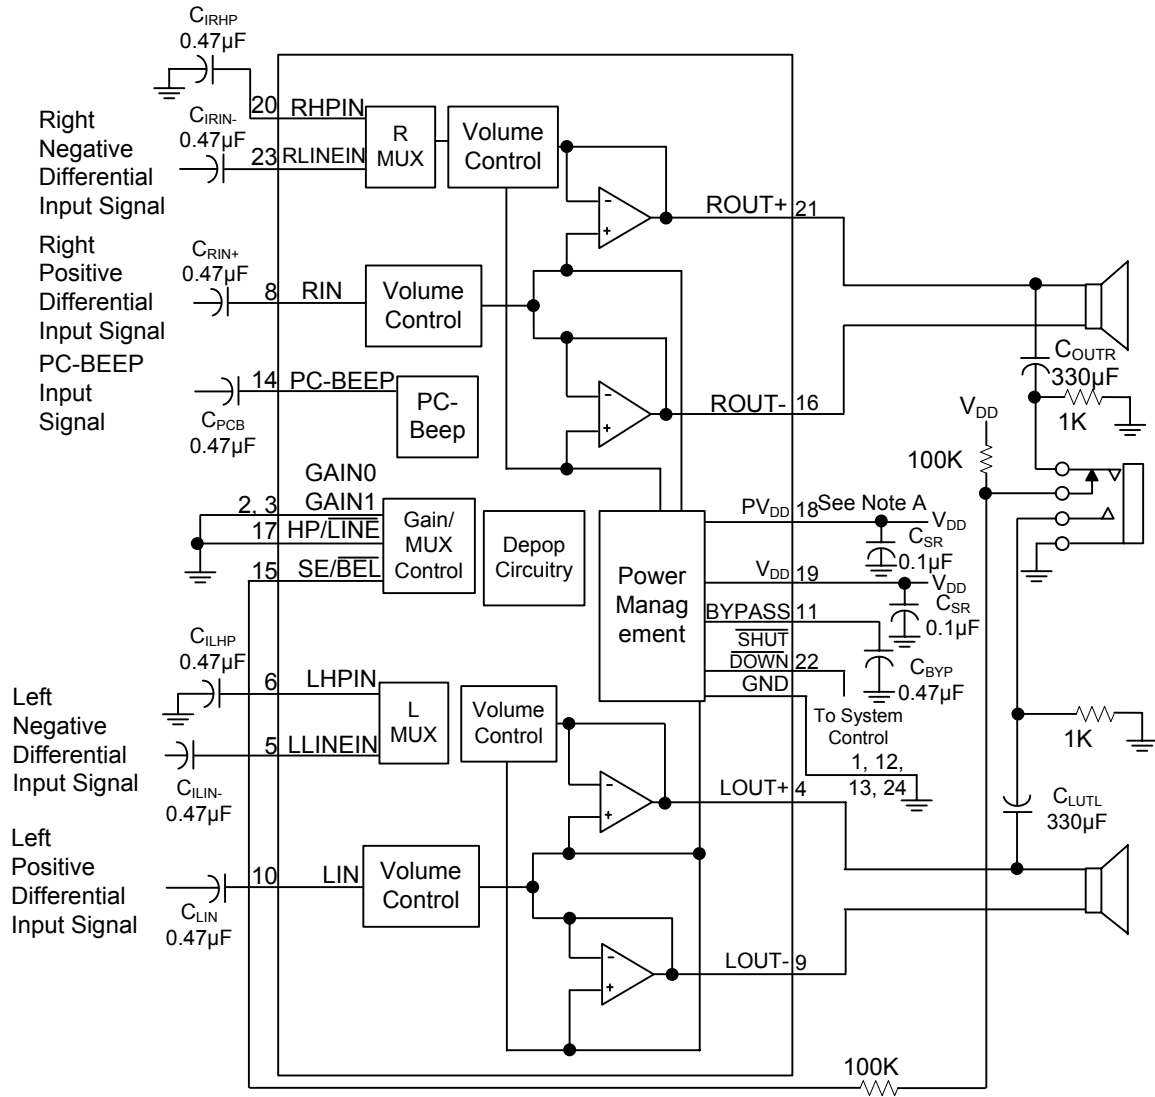 CIRHP
0.47µF
20 RHPIN
Right
Negative
Differential
Input Signal
CIRIN-
0.47µF
23 RLINEIN
R
MUX
Volume
Control
-
+
ROUT+ 21
Right
Positive
Differential
Input Signal
CRIN+
0.47µF
8 RIN
Volume
Control
-
+
ROUT- 16
COUTR
330µF
1K
PC-BEEP
Input
Signal
14 PC-BEEP
CPCB
0.47µF
PC-
Beep
VDD
100K
GAIN0
2, 3 GAIN1
17 HP/LINE
15 SE/BEL
Gain/
MUX
Control
Depop
Circuitry
Power
Manag
ement
PVDD 18 See Note A VDD
CSR
0.1µF
VDD 19 VDD
CSR
0.1µF
BYPASS 11
CBYP
0.47µF
SHUT
DOWN 22
To System
Control
GND
1, 12,
13, 24
CILHP
0.47µF
6 LHPIN
Left
Negative
Differential
Input Signal
5 LLINEIN
CILIN-
0.47µF
L
MUX
Volume
Control
-
+
LOUT+ 4
1K
CLUTL
330µF
Left
Positive
Differential
Input Signal
10 LIN
CLIN
0.47µF
Volume
Control
-
+
LOUT- 9
100K